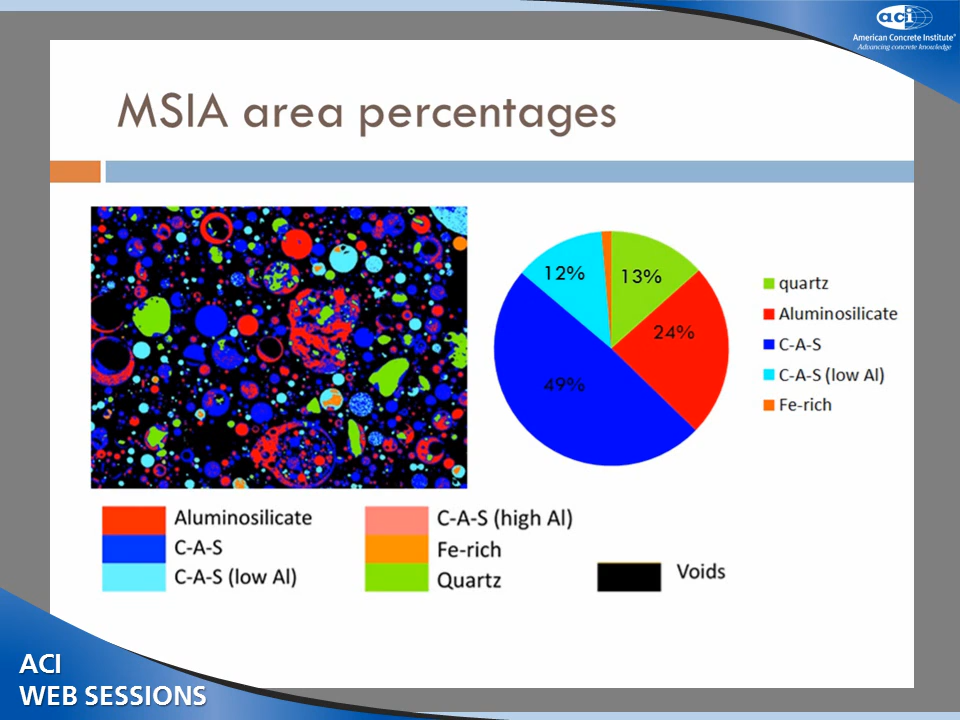 aci
American Concrete Institute®
Advancing concrete knowledge
MSIA area percentages
12%
13%
24%
49%
quartz
Aluminosilicate
C-A-S
C-A-S (low Al)
Fe-rich
Aluminosilicate
C-A-S
C-A-S (low Al)
C-A-S (high Al)
Fe-rich
Quartz
Voids
ACI
WEB SESSIONS